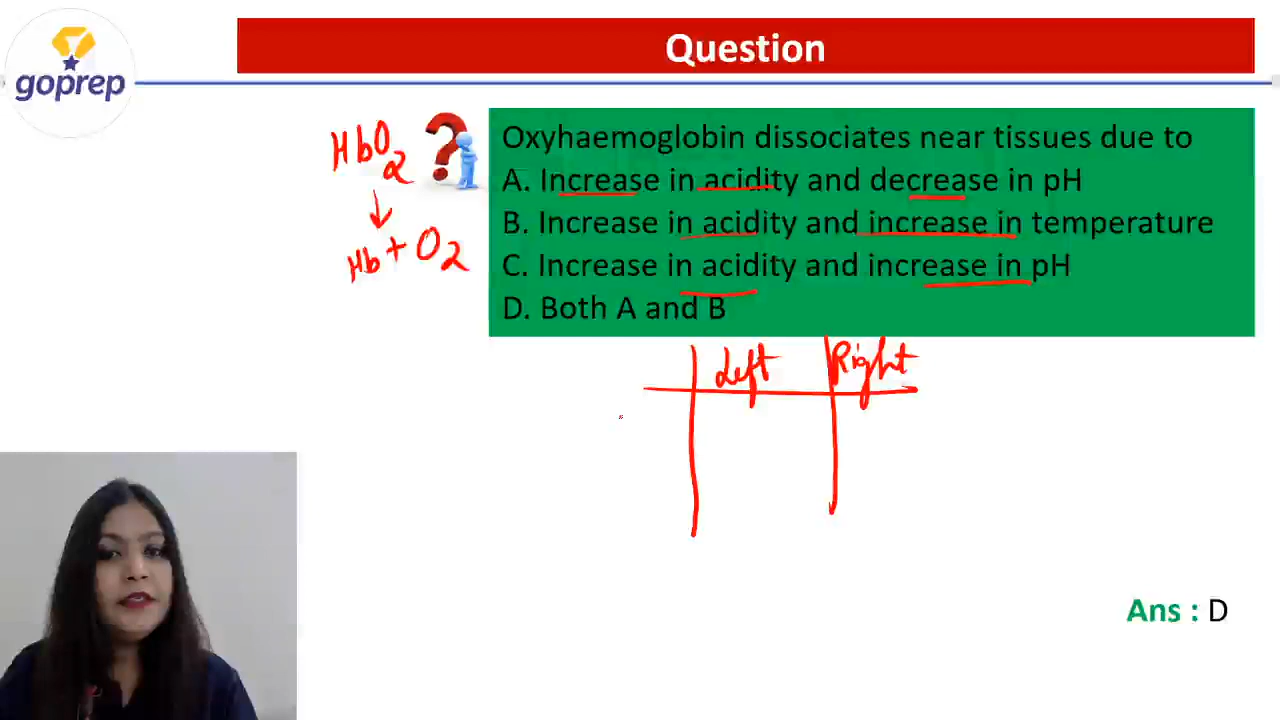 Question
goprep
HbO2
Hb + O2
Oxyhaemoglobin dissociates near tissues due to
A. Increase in acidity and decrease in pH
B. Increase in acidity and increase in temperature
C. Increase in acidity and increase in pH
D. Both A and B
Left Right
Ans : D